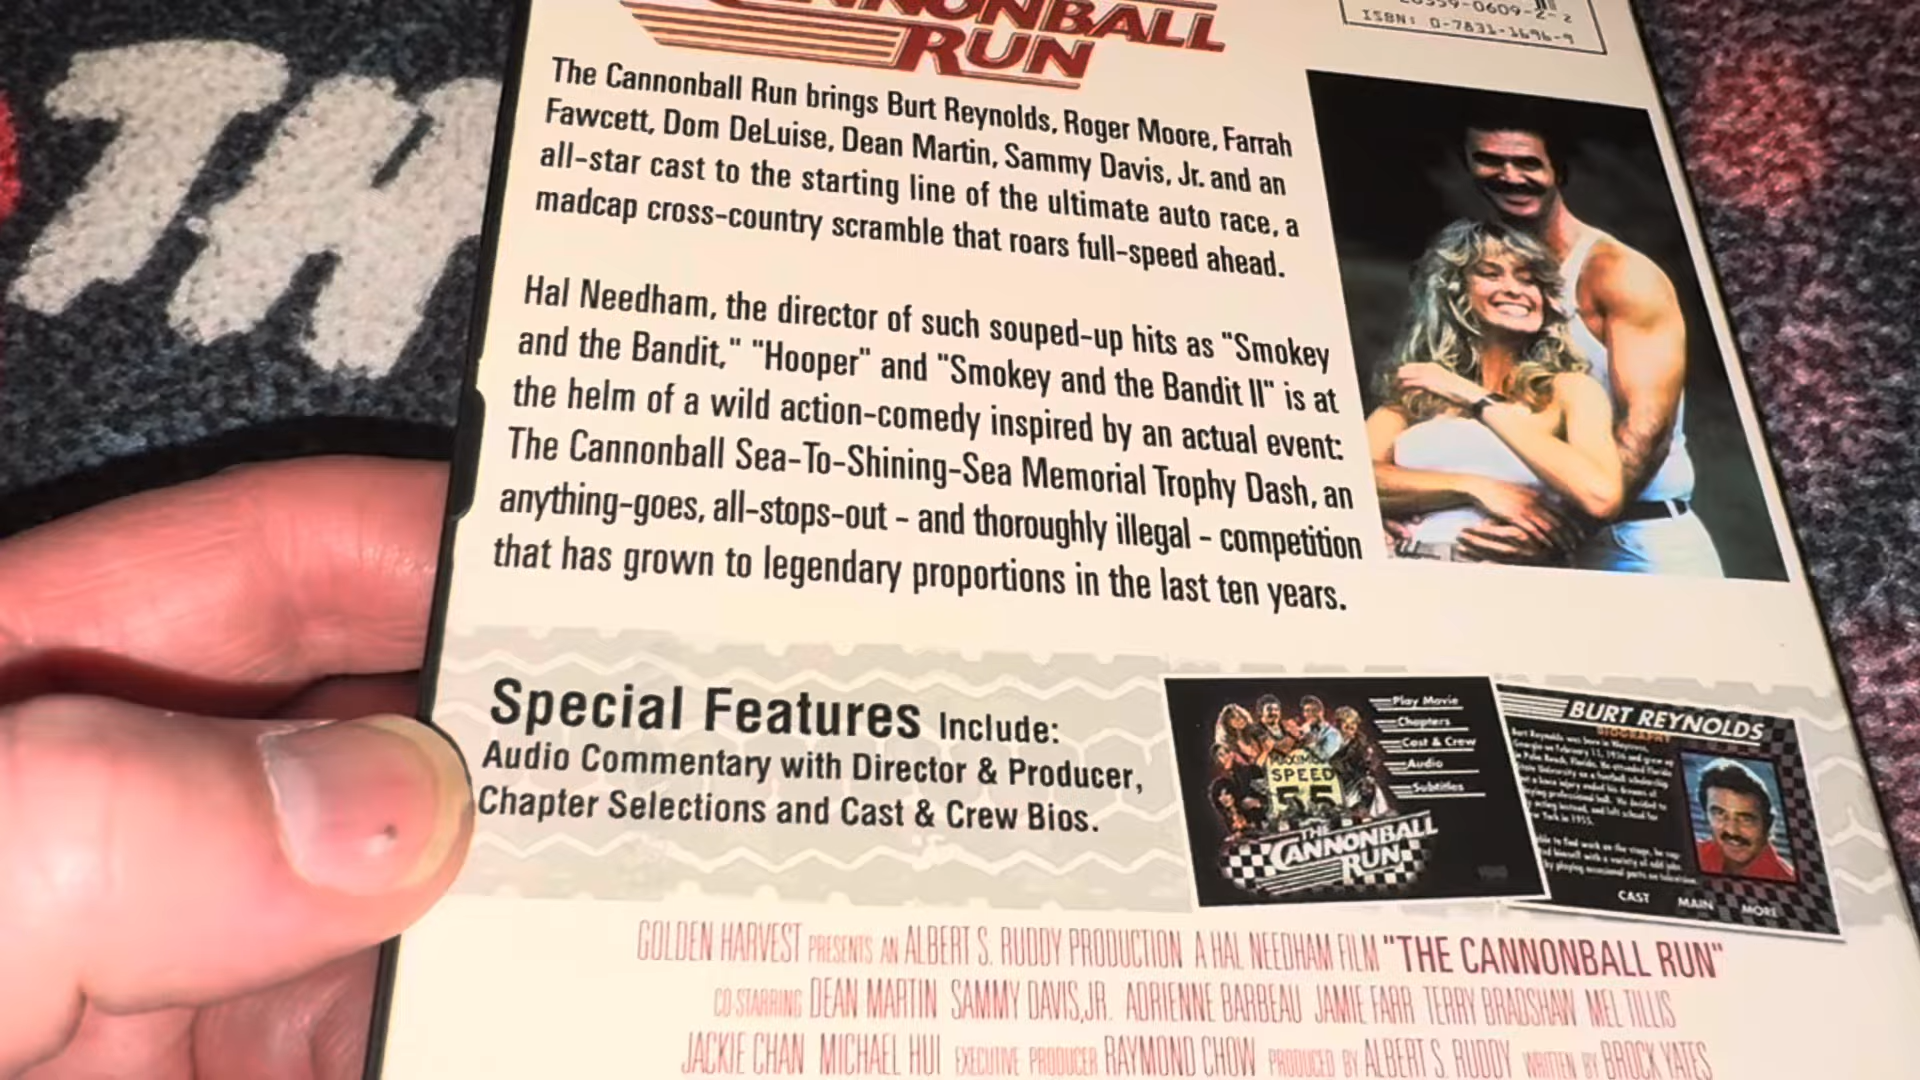 CANNONBALL
RUN
ISBN: 0-7831-1696-9
The Cannonball Run brings Burt Reynolds, Roger Moore, Farrah
Fawcett, Dom DeLuise, Dean Martin, Sammy Davis, Jr. and an
all-star cast to the starting line of the ultimate auto race, a
madcap cross-country scramble that roars full-speed ahead.
Hal Needham, the director of such souped-up hits as "Smokey
and the Bandit," "Hooper" and "Smokey and the Bandit II" is at
the helm of a wild action-comedy inspired by an actual event:
The Cannonball Sea-To-Shining-Sea Memorial Trophy Dash, an
anything-goes, all-stops-out - and thoroughly illegal - competition
that has grown to legendary proportions in the last ten years.
Special Features Include:
Audio Commentary with Director & Producer,
Chapter Selections and Cast & Crew Bios.
Play Movie
Chapters
Cast & Crew
Audio
Subtitles
SPEED
55
THE
CANNONBALL
RUN
BURT REYNOLDS
BIOGRAPHY
CAST MAIN MORE
GOLDEN HARVEST PRESENTS AN ALBERT S. RUDDY PRODUCTION A HAL NEEDHAM FILM "THE CANNONBALL RUN"
CO-STARRING DEAN MARTIN SAMMY DAVIS, JR. ADRIENNE BARBEAU JAMIE FARR TERRY BRADSHAW MEL TILLIS
JACKIE CHAN MICHAEL HUI EXECUTIVE PRODUCER RAYMOND CHOW PRODUCED BY ALBERT S. RUDDY WRITTEN BY BROCK YATES
TH